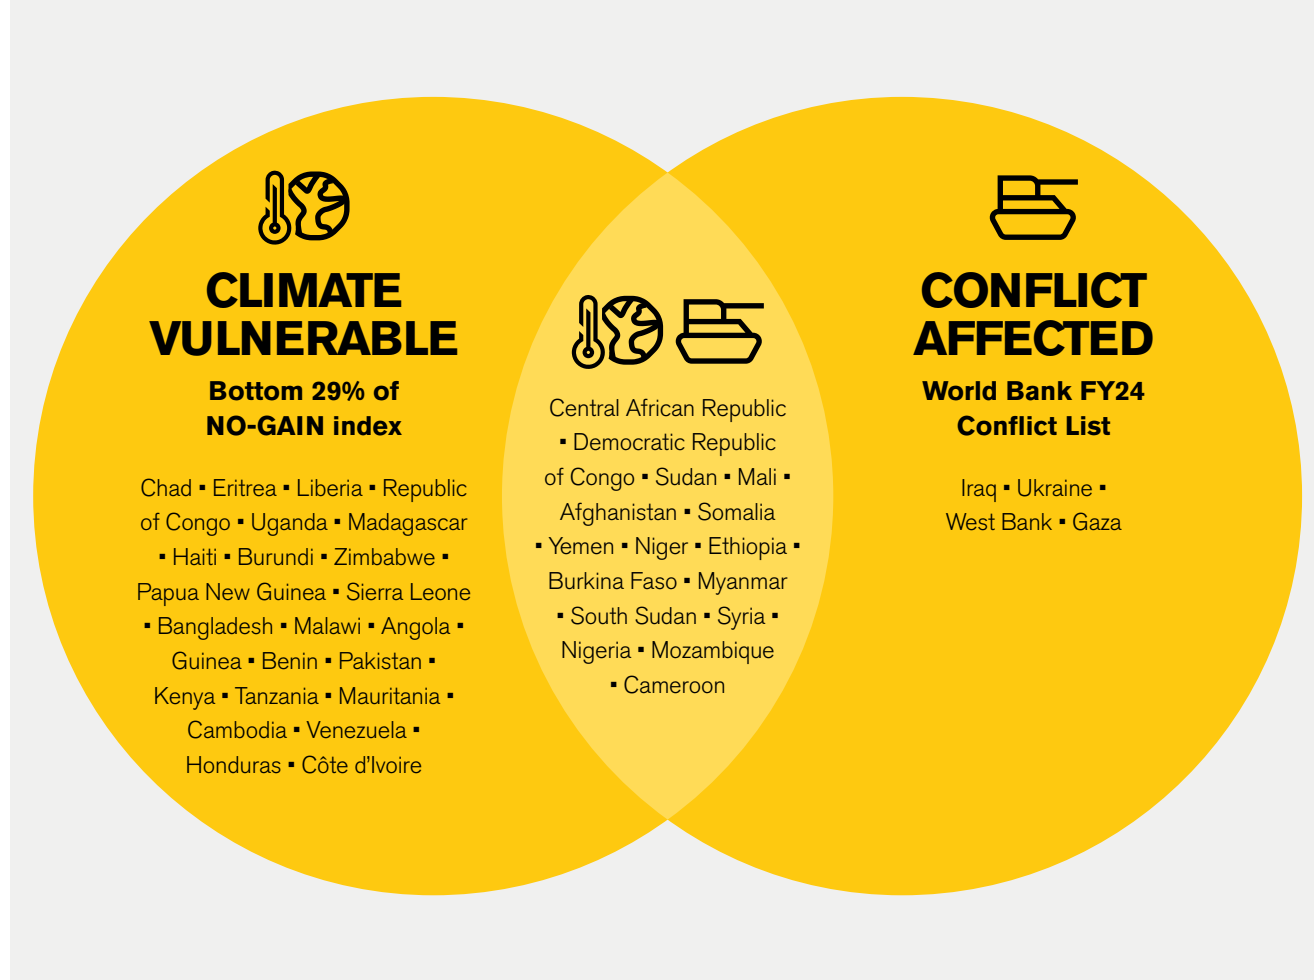 CLIMATE
VULNERABLE
Bottom 29% of
NO-GAIN index
Chad ▪ Eritrea ▪ Liberia ▪ Republic
of Congo ▪ Uganda ▪ Madagascar
▪ Haiti ▪ Burundi ▪ Zimbabwe ▪
Papua New Guinea ▪ Sierra Leone
▪ Bangladesh ▪ Malawi ▪ Angola ▪
Guinea ▪ Benin ▪ Pakistan ▪
Kenya ▪ Tanzania ▪ Mauritania ▪
Cambodia ▪ Venezuela ▪
Honduras ▪ Côte d’Ivoire
Central African Republic
▪ Democratic Republic
of Congo ▪ Sudan ▪ Mali ▪
Afghanistan ▪ Somalia
▪ Yemen ▪ Niger ▪ Ethiopia ▪
Burkina Faso ▪ Myanmar
▪ South Sudan ▪ Syria ▪
Nigeria ▪ Mozambique
▪ Cameroon
CONFLICT
AFFECTED
World Bank FY24
Conflict List
Iraq ▪ Ukraine ▪
West Bank ▪ Gaza